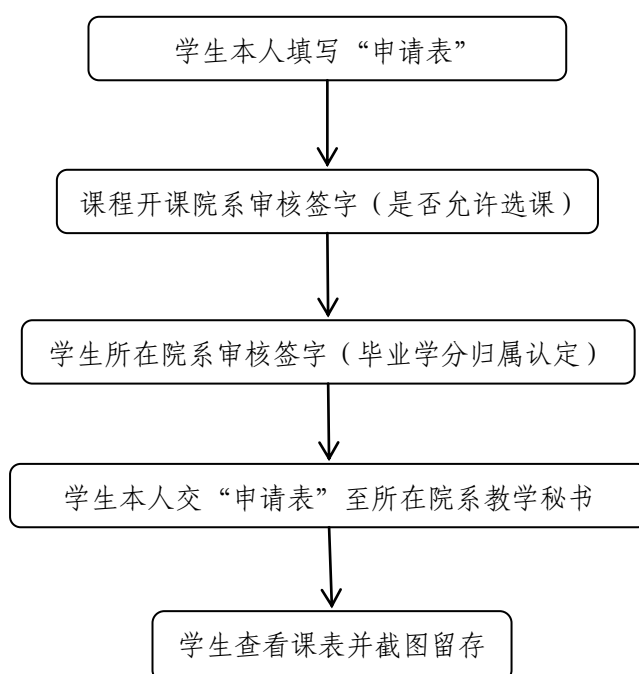 学生本人填写“申请表”
课程开课院系审核签字（是否允许选课）
学生所在院系审核签字（毕业学分归属认定）
学生本人交“申请表”至所在院系教学秘书
学生查看课表并截图留存